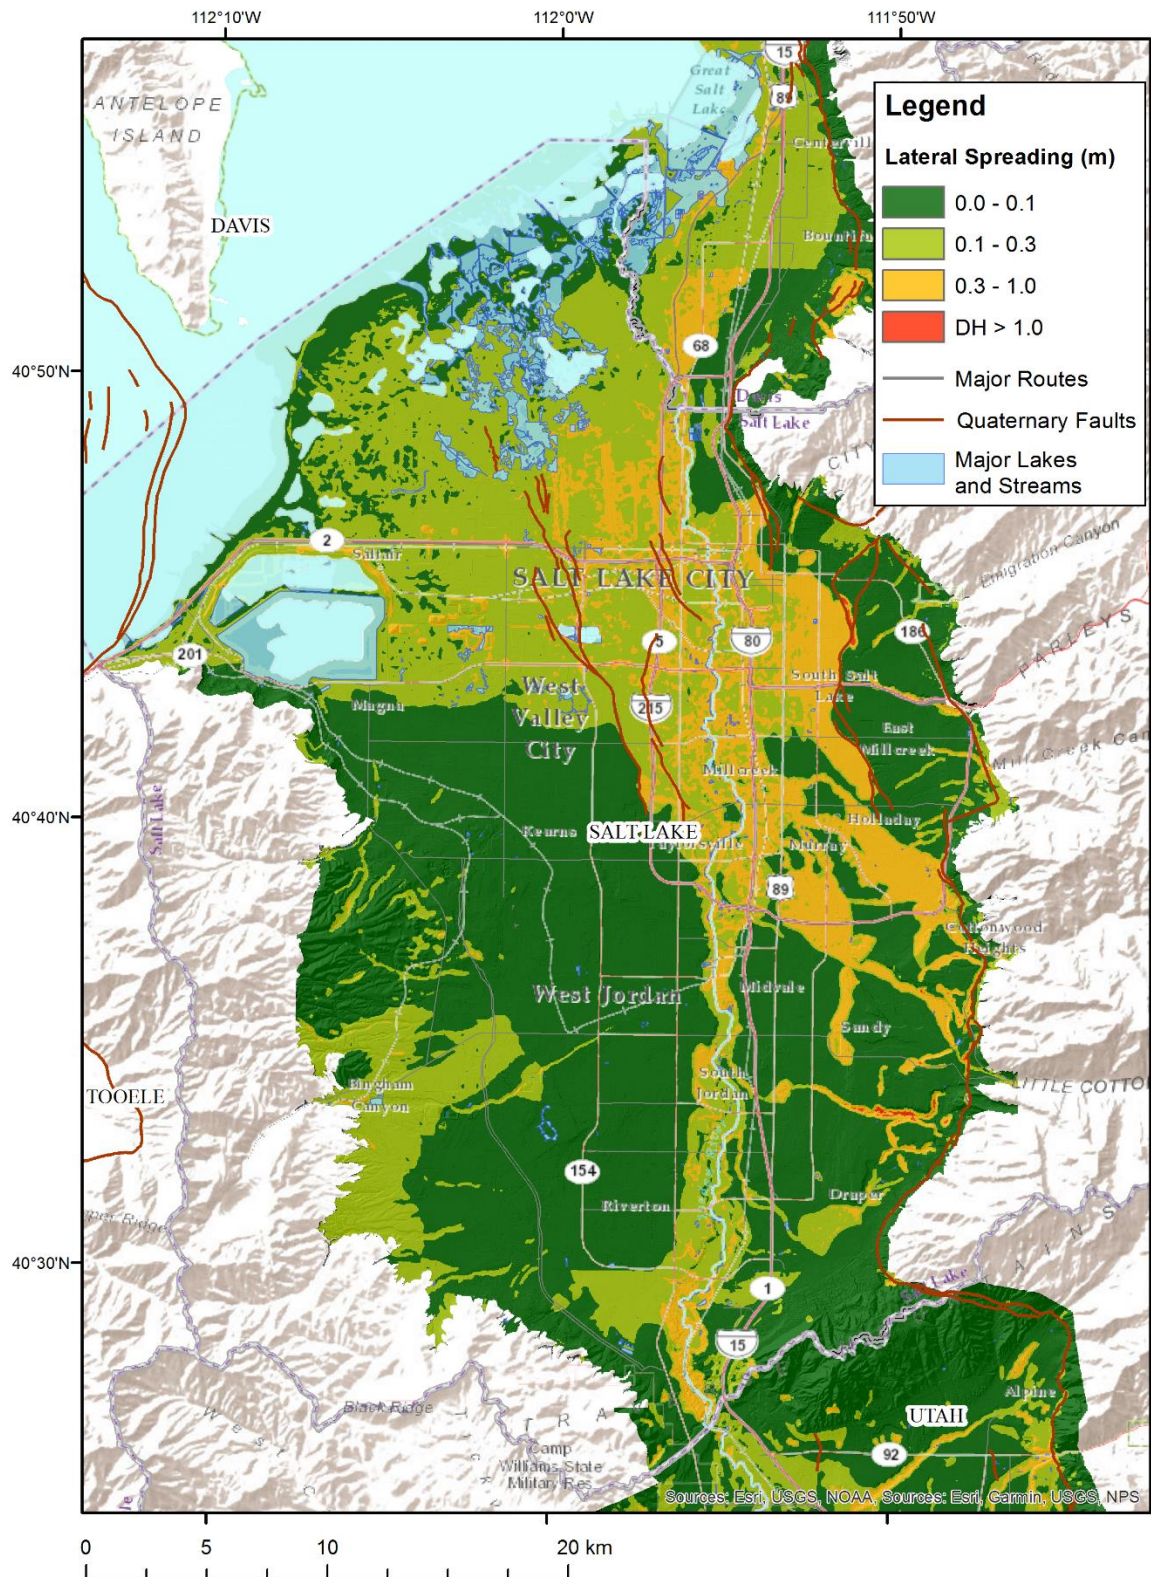 112°10'W
112°0'W
111°50'W
15
Great
Salt
Lake
ANTELOPE
ISLAND
89
Legend
Lateral Spreading (m)
0.0 - 0.1
0.1 - 0.3
0.3 - 1.0
DH > 1.0
Major Routes
Quaternary Faults
Major Lakes
and Streams
DAVIS
68
40°50'N
Davis
Salt Lake
CITY
2
Saltair
Emigration Canyon
SALT LAKE CITY
PARLEYS
186
5
80
201
South Salt
Lake
West
Valley
City
215
Magna
East
Millcreek
Millcreek
40°40'N
Salt Lake
Holladay
Kearns
SALT LAKE
Murray
89
Cottonwood
Heights
West Jordan
Midvale
Sandy
TOOELE
South
Jordan
Bingham
Canyon
LITTLE COTTO
154
Draper
Riverton
40°30'N
Lake
1
15
Alpine
Black Ridge
UTAH
92
Camp
Williams State
Military Res
Sources: Esri, USGS, NOAA, Sources: Esri, Garmin, USGS, NPS
0 5 10 20 km